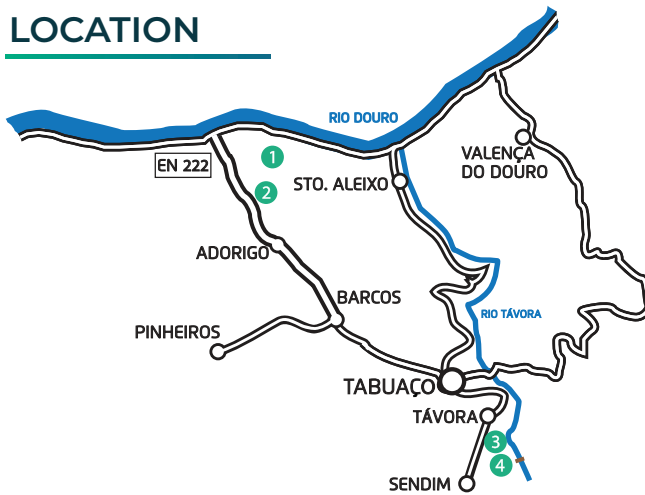 LOCATION
RIO DOURO
EN 222
1
VALENÇA
DO DOURO
2
STO. ALEIXO
ADORIGO
BARCOS
RIO TÁVORA
PINHEIROS
TABUAÇO
TÁVORA
3
4
SENDIM